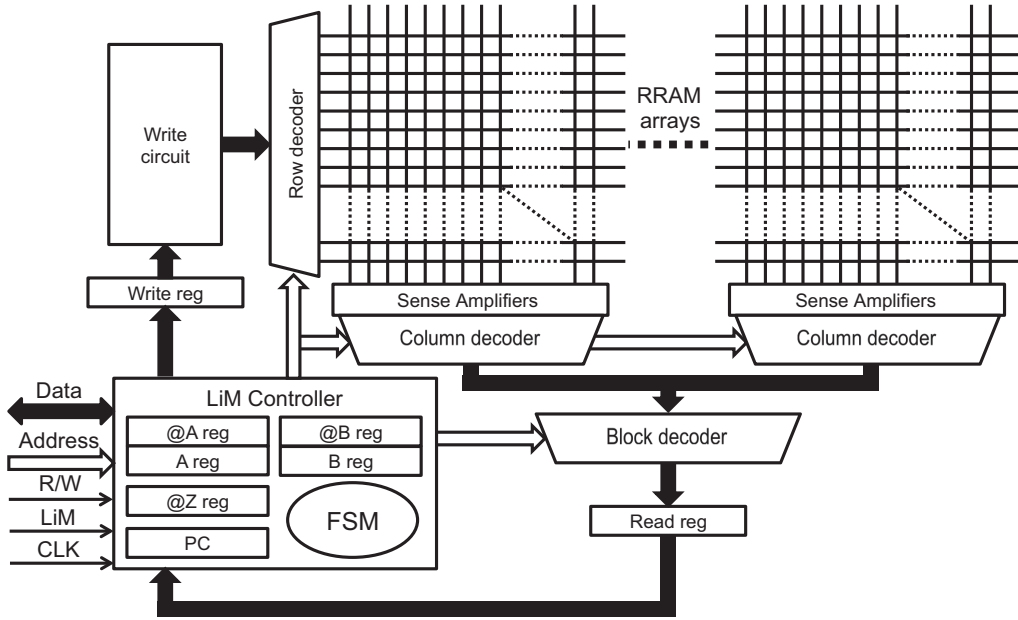 Write
circuit
Row decoder
RRAM
arrays
Write reg
Sense Amplifiers
Sense Amplifiers
Column decoder
Column decoder
Data
Address
R/W
LiM
CLK
LiM Controller
@A reg
A reg
@B reg
B reg
@Z reg
PC
FSM
Block decoder
Read reg